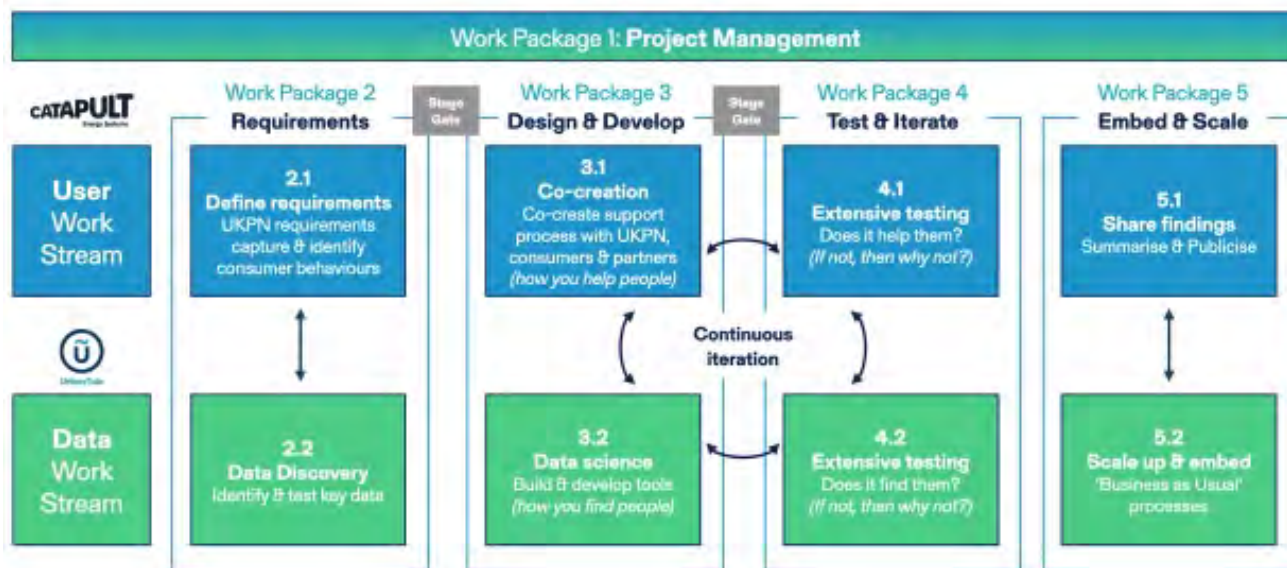 Work Package 1: Project Management
CATAPULT
Energy Systems
Work Package 2
Requirements
Stage
Gate
Work Package 3
Design & Develop
Stage
Gate
Work Package 4
Test & Iterate
Work Package 5
Embed & Scale
User
Work
Stream
2.1
Define requirements
UKPN requirements
capture & identify
consumer behaviours
3.1
Co-creation
Co-create support
process with UKPN,
consumers & partners
(how you help people)
4.1
Extensive testing
Does it help them?
(If not, then why not?)
5.1
Share findings
Summarise & Publicise
Continuous
iteration
Data
Work
Stream
2.2
Data Discovery
Identify & test key data
3.2
Data science
Build & develop tools
(how you find people)
4.2
Extensive testing
Does it find them?
(If not, then why not?)
5.2
Scale up & embed
'Business as Usual'
processes